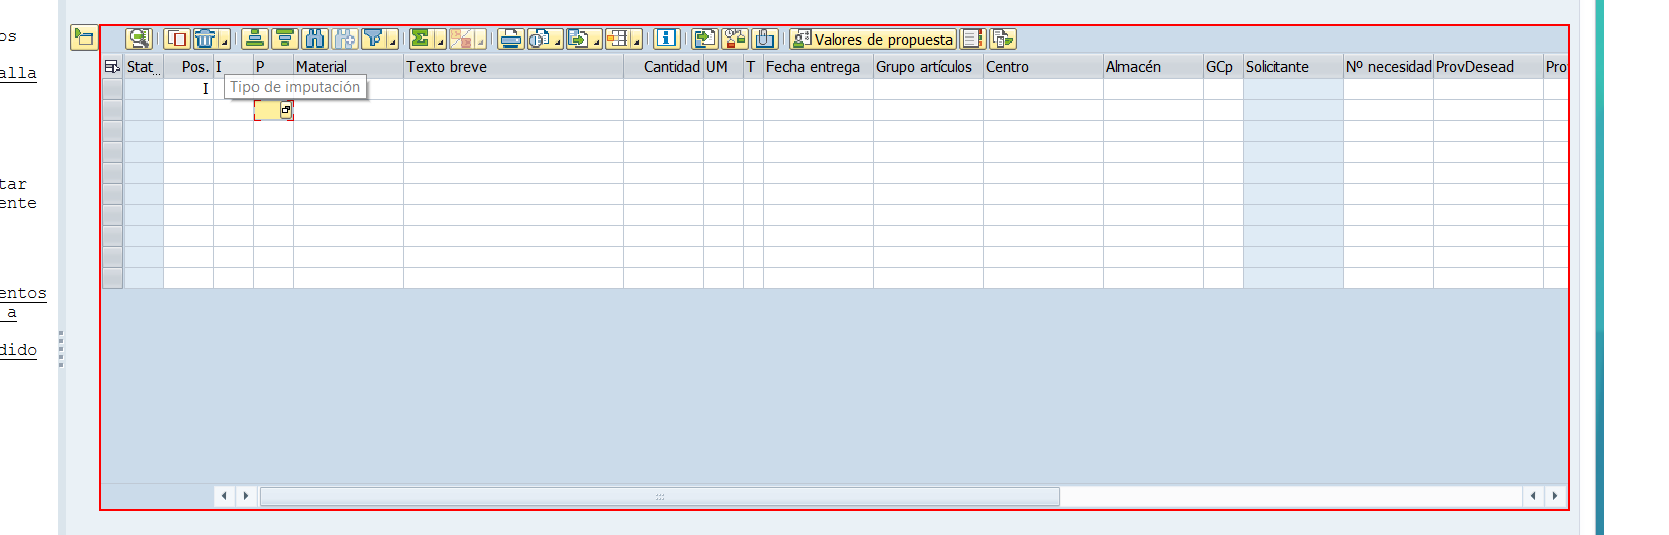 os
alla
tar
ente
entos
a
dido
Valores de propuesta
Stat... Pos. I P Material Texto breve Cantidad UM T Fecha entrega Grupo artículos Centro Almacén GCp Solicitante Nº necesidad ProvDesead Pro
I
Tipo de imputación